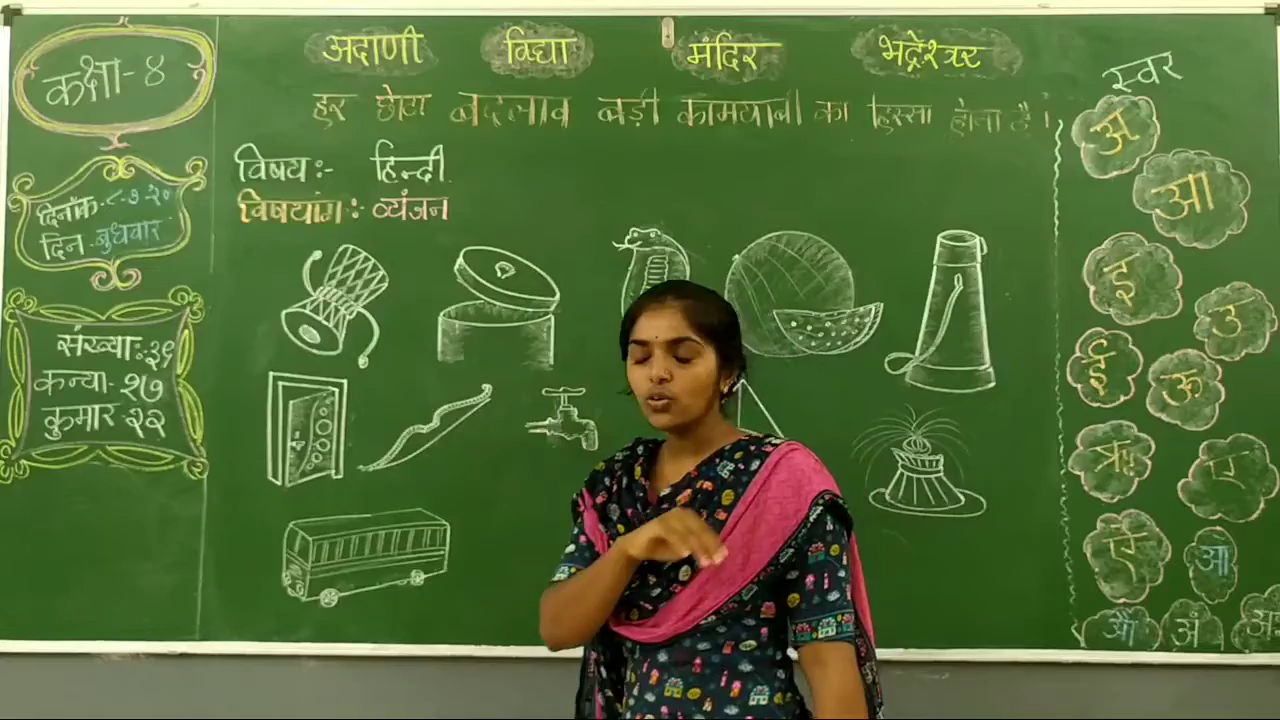 कक्षा-४
अदाणी विद्या मंदिर भद्रेश्वर
हर छोटा बदलाव बड़ी कामयाबी का हिस्सा होता है।
विषय:- हिन्दी.
विषयांग:- व्यंजन
दिनांक.८-७-२०
दिन.बुधवार
संख्या:३९
कन्या-१७
कुमार-२२
स्वर
अ
आ
इ
उ
ई
ऊ
ऋ
ए
ऐ
औ
अं